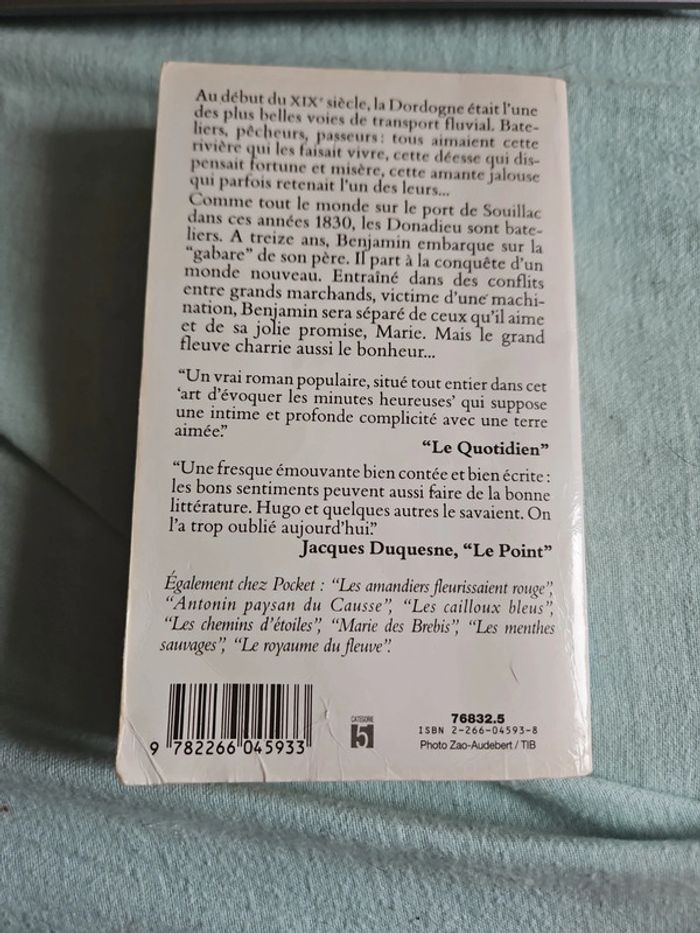 Au début du XIXe siècle, la Dordogne était l'une
des plus belles voies de transport fluvial. Bate-
liers, pêcheurs, passeurs : tous aimaient cette
rivière qui les faisait vivre, cette déesse qui dis-
pensait fortune et misère, cette amante jalouse
qui parfois retenait l'un des leurs...
Comme tout le monde sur le port de Souillac
dans ces années 1830, les Donadieu sont bate-
liers. A treize ans, Benjamin embarque sur la
"gabare" de son père. Il part à la conquête d'un
monde nouveau. Entraîné dans des conflits
entre grands marchands, victime d'une machi-
nation, Benjamin sera séparé de ceux qu'il aime
et de sa jolie promise, Marie. Mais le grand
fleuve charrie aussi le bonheur...
"Un vrai roman populaire, situé tout entier dans cet
'art d'évoquer les minutes heureuses' qui suppose
une intime et profonde complicité avec une terre
aimée."
"Le Quotidien"
"Une fresque émouvante bien contée et bien écrite :
les bons sentiments peuvent aussi faire de la bonne
littérature. Hugo et quelques autres le savaient. On
l'a trop oublié aujourd'hui."
Jacques Duquesne, "Le Point"
Également chez Pocket : "Les amandiers fleurissaient rouge",
"Antonin paysan du Causse", "Les cailloux bleus",
"Les chemins d'étoiles", "Marie des Brebis", "Les menthes
sauvages", "Le royaume du fleuve".
9 782266 045933
CATÉGORIE
5
76832.5
ISBN 2-266-04593-8
Photo Zao-Audebert / TIB